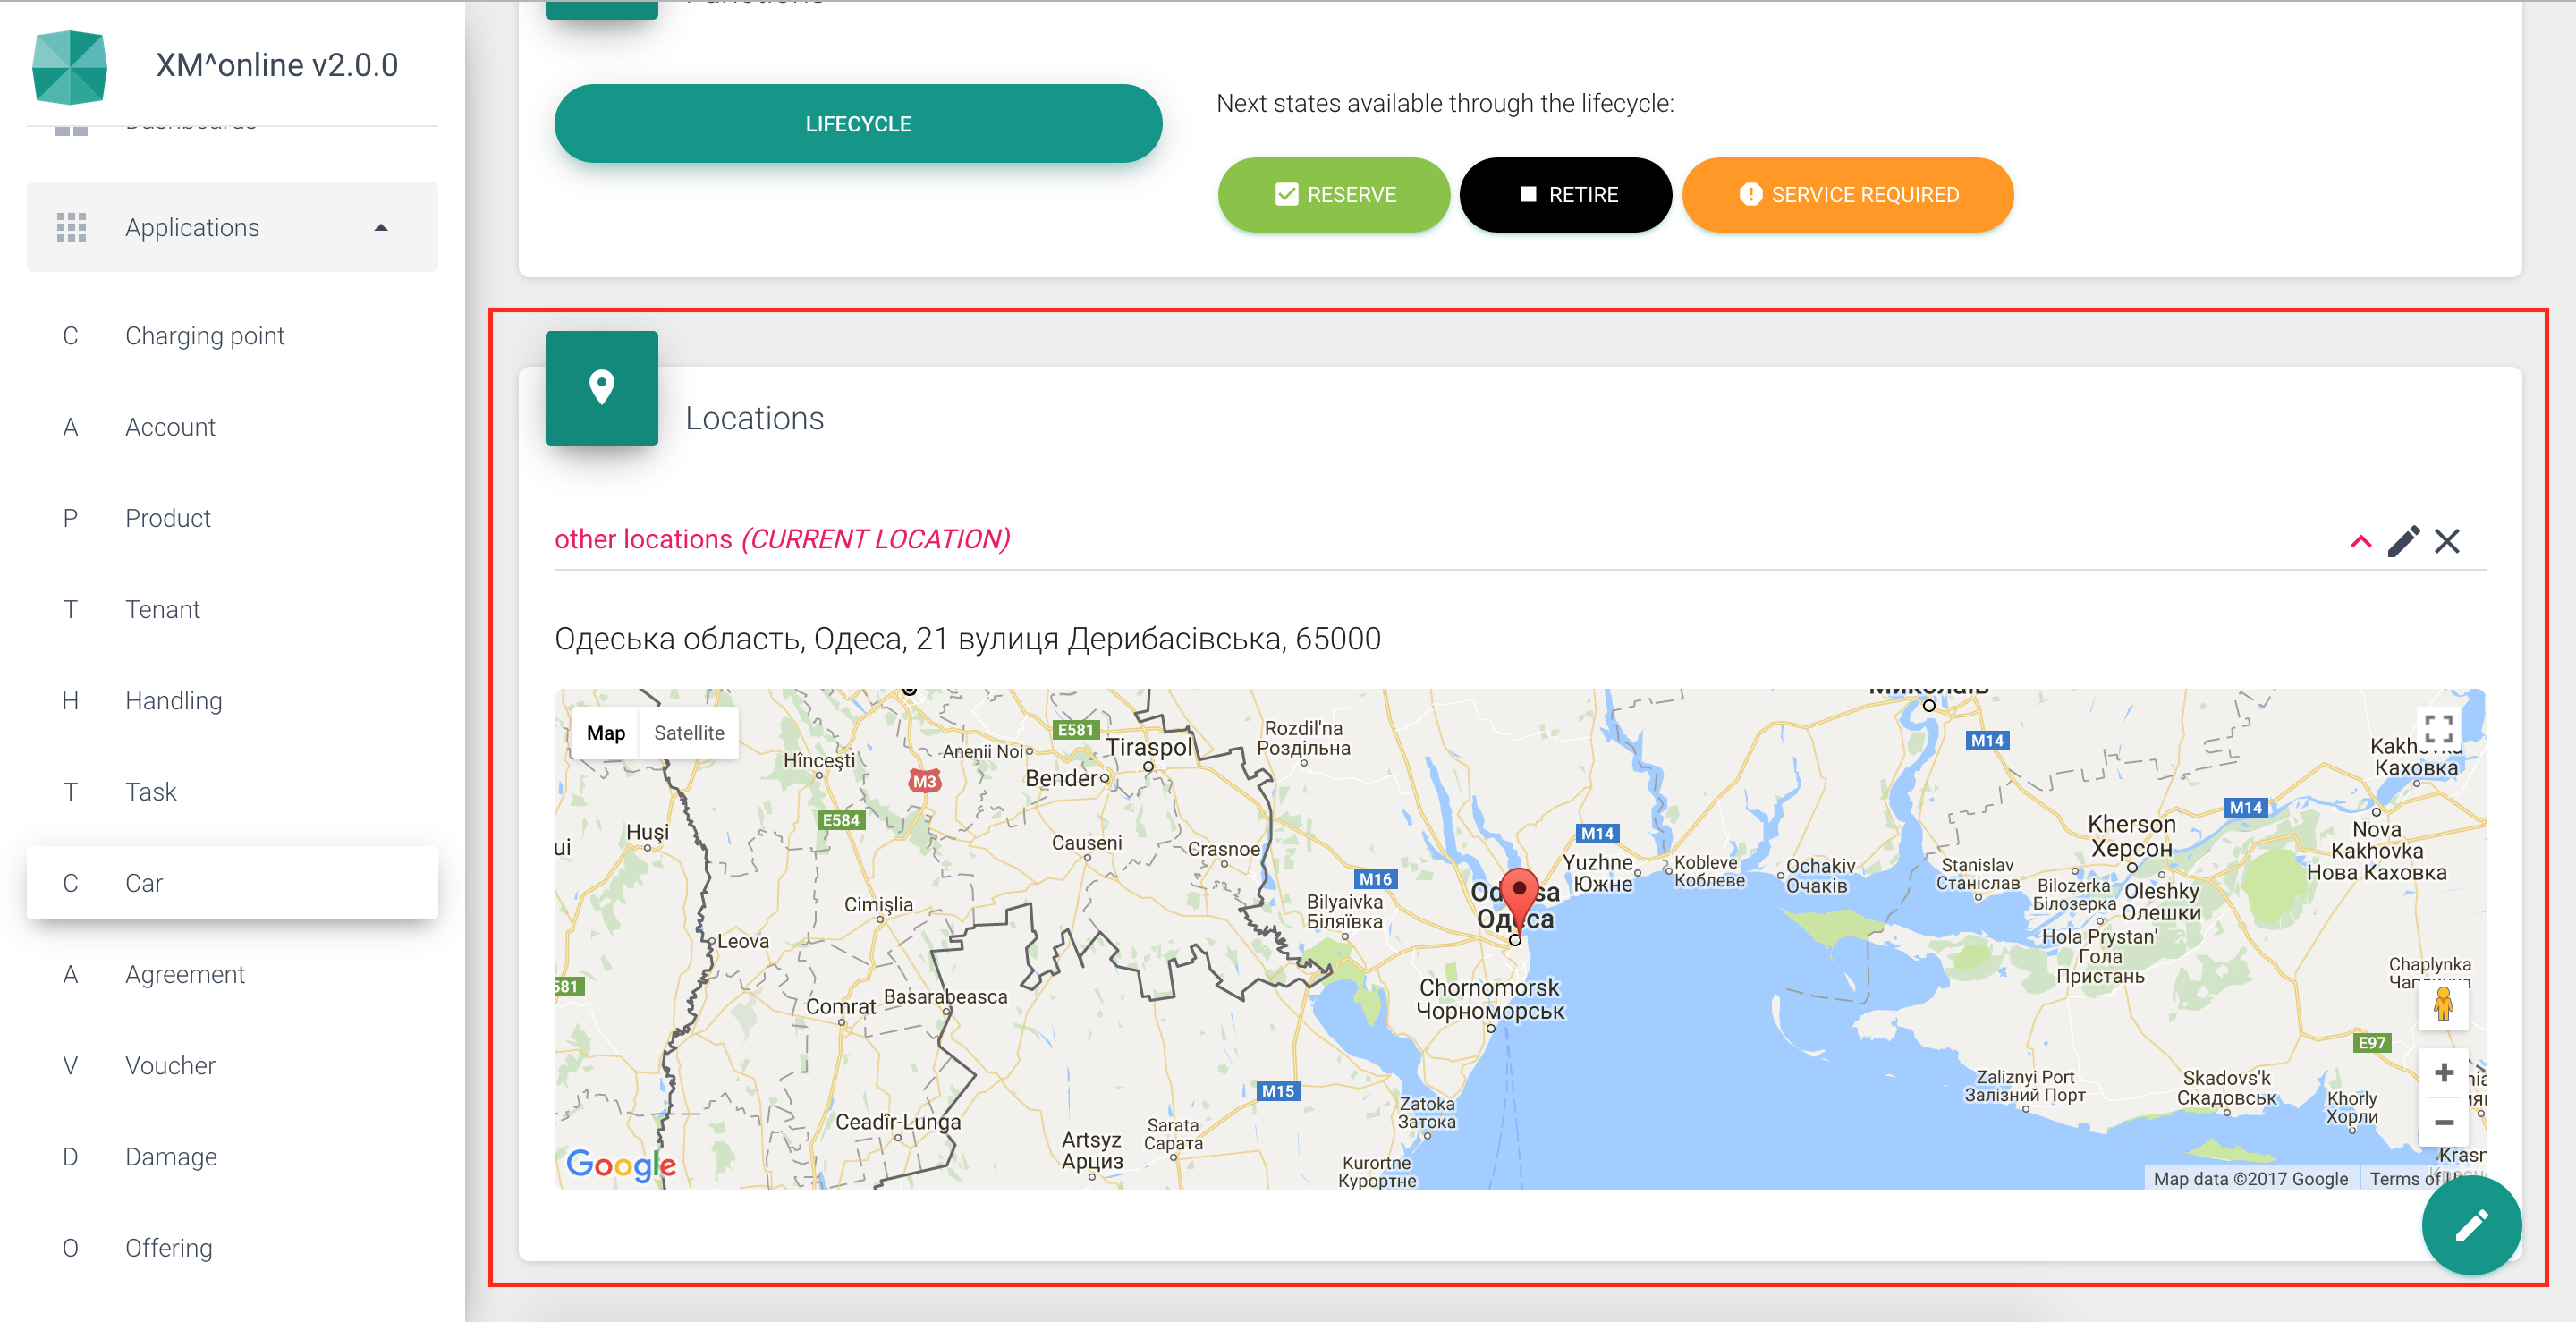 Functions
XM^online v2.0.0
Dashboards
LIFECYCLE
Next states available through the lifecycle:
RESERVE
RETIRE
SERVICE REQUIRED
Applications
C Charging point
A Account
P Product
T Tenant
H Handling
T Task
C Car
A Agreement
V Voucher
D Damage
O Offering
Locations
other locations (CURRENT LOCATION)
Одеська область, Одеса, 21 вулиця Дерибасівська, 65000
Map Satellite
Миколаїв
E581
Anenii Noi
Tiraspol
Rozdil'na
Роздільна
M14
Hîncești
M3
Bender
Каховка
E584
M14
Huși
ui
Causeni
Crasnoe
M14
Kherson
Херсон
Nova
Kakhovka
Нова Каховка
Yuzhne
Южне
Kobleve
Коблеве
Ochakiv
Очаків
Stanislav
Станіслав
M16
Bilozerka
Білозерка
Oleshky
Олешки
Cimișlia
Bilyaivka
Біляївка
Leova
Hola Prystan'
Гола
Пристань
Chaplynka
581
Basarabeasca
Comrat
Chornomorsk
Чорноморськ
E97
M15
Zaliznyi Port
Залізний Порт
Skadovs'k
Скадовськ
Khorly
Хорли
Zatoka
Затока
Ceadîr-Lunga
Artsyz
Арциз
Sarata
Сарата
Kurortne
Курортне
Google
Map data ©2017 Google
Terms of